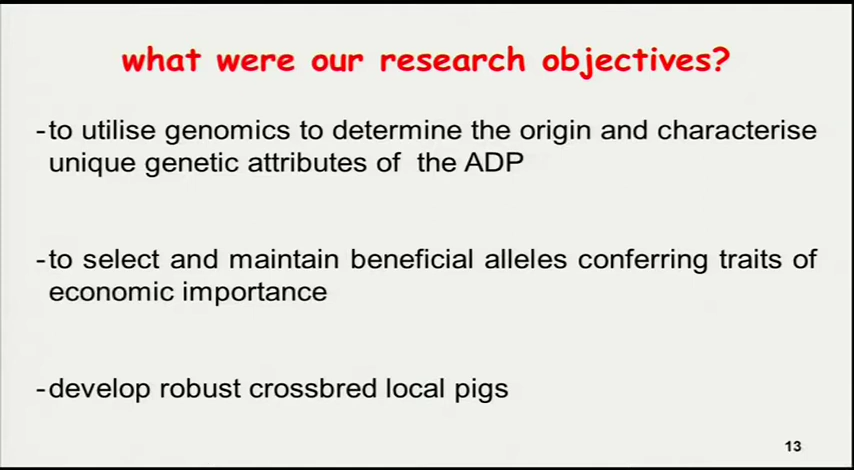 what were our research objectives?
-to utilise genomics to determine the origin and characterise
unique genetic attributes of the ADP
-to select and maintain beneficial alleles conferring traits of
economic importance
-develop robust crossbred local pigs
13